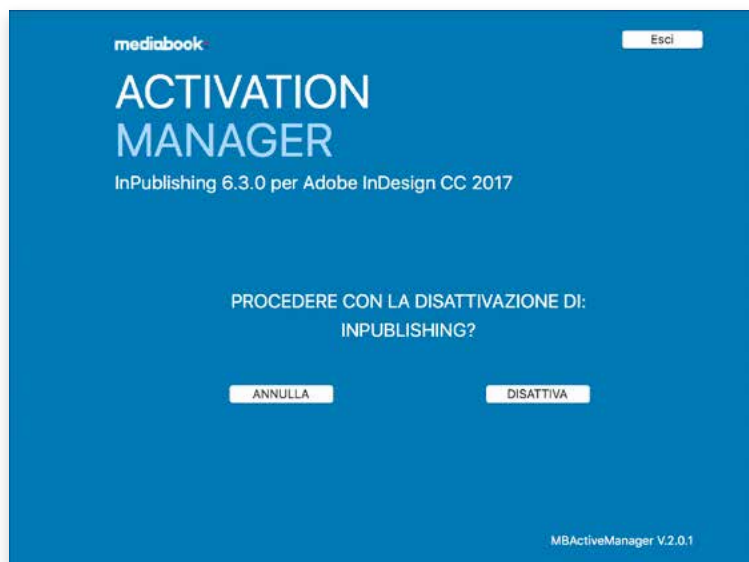 mediabook
Esci
ACTIVATION
MANAGER
InPublishing 6.3.0 per Adobe InDesign CC 2017
PROCEDERE CON LA DISATTIVAZIONE DI:
INPUBLISHING?
ANNULLA
DISATTIVA
MBActiveManager V.2.0.1